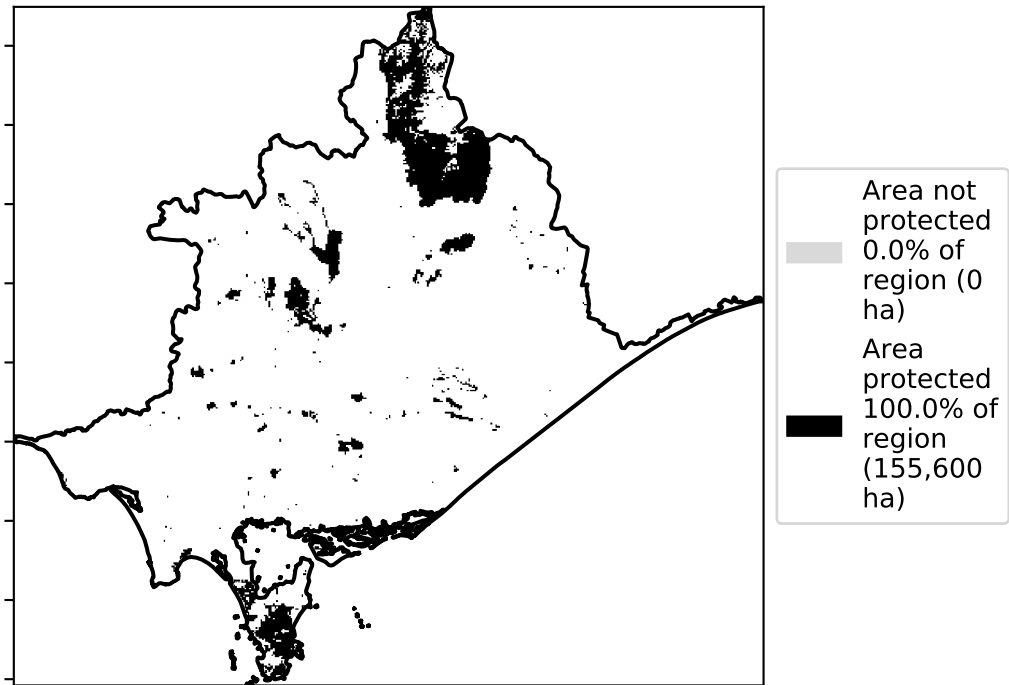 Area not
protected
0.0% of
region (0
ha)
Area
protected
100.0% of
region
(155,600
ha)